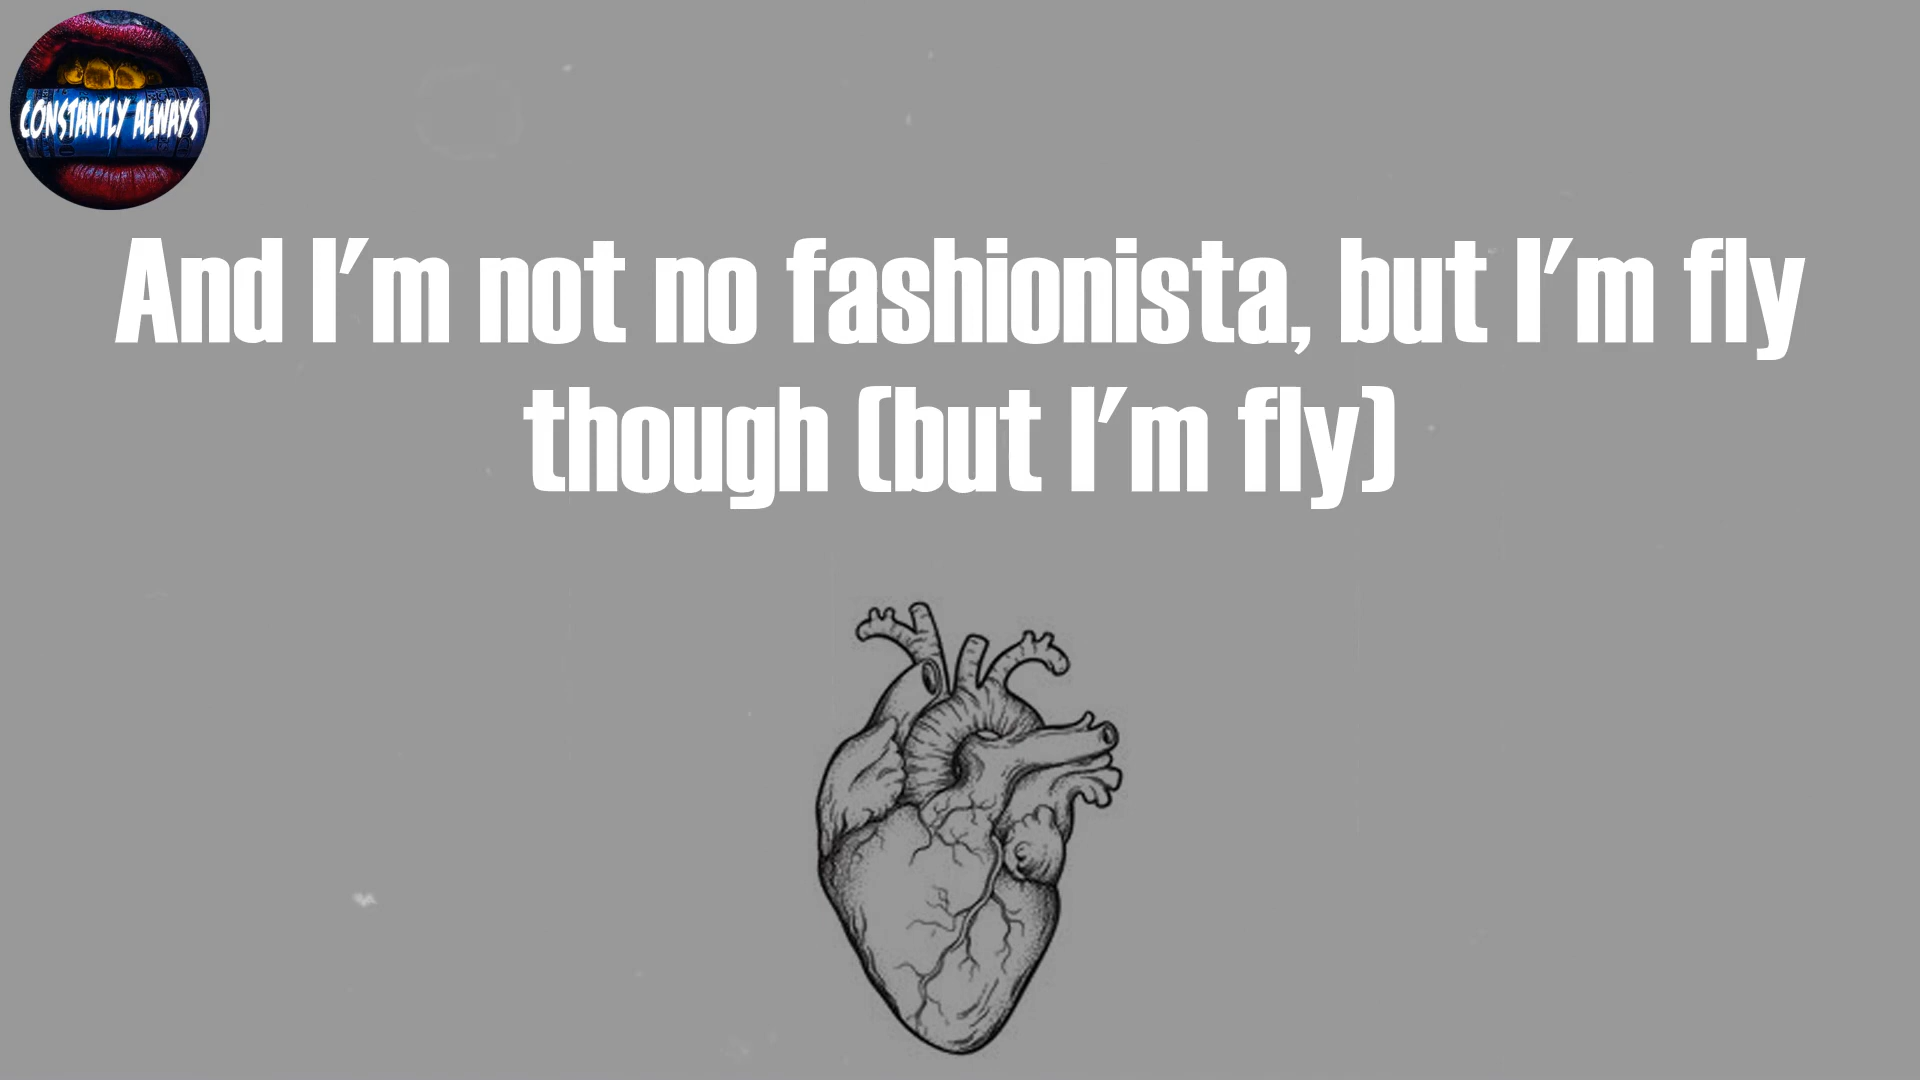 CONSTANTLY ALWAYS
And I'm not no fashionista, but I'm fly
though (but I'm fly)